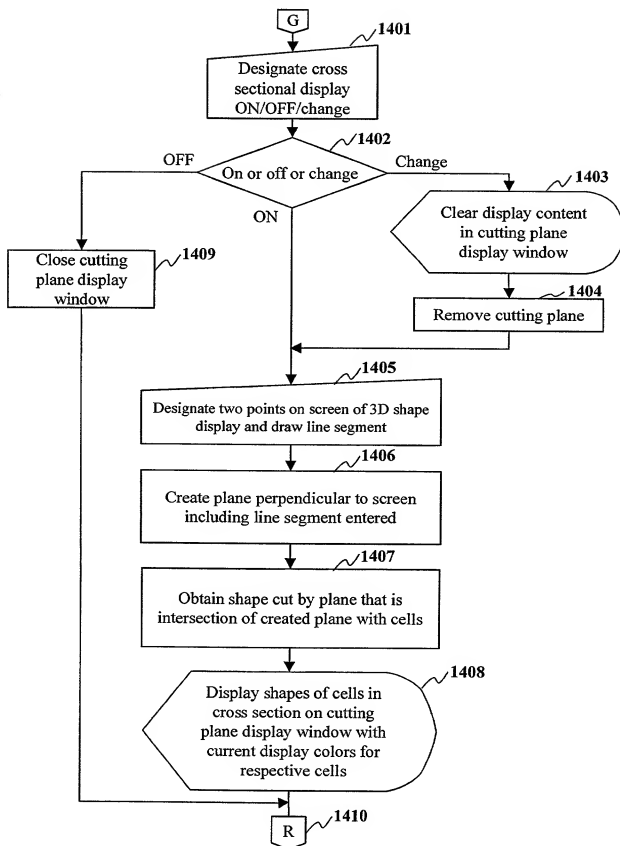 G
1401
Designate cross
sectional display
ON/OFF/change
1402
OFF
On or off or change
Change
ON
1403
Clear display content
in cutting plane
display window
1409
Close cutting
plane display
window
1404
Remove cutting plane
1405
Designate two points on screen of 3D shape
display and draw line segment
1406
Create plane perpendicular to screen
including line segment entered
1407
Obtain shape cut by plane that is
intersection of created plane with cells
1408
Display shapes of cells in
cross section on cutting
plane display window with
current display colors for
respective cells
1410
R